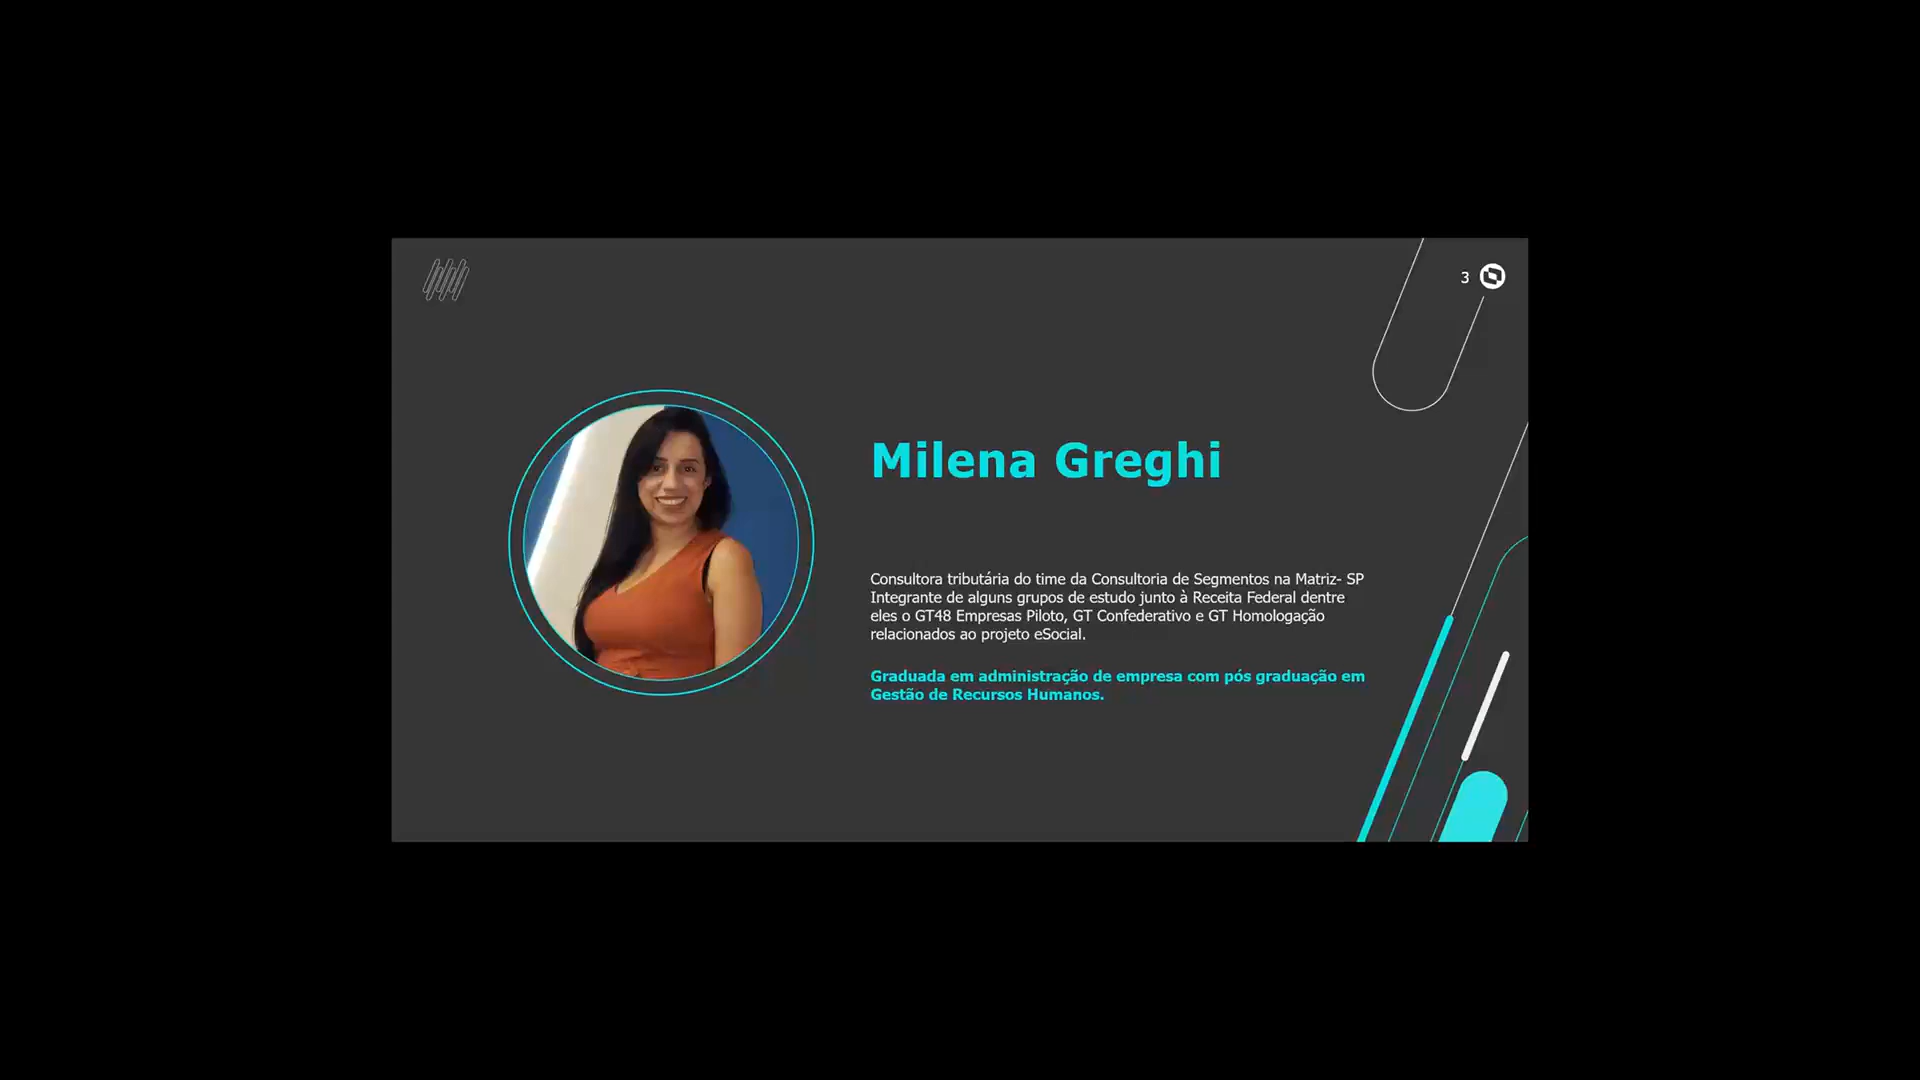 3
Milena Greghi
Consultora tributária do time da Consultoria de Segmentos na Matriz- SP
Integrante de alguns grupos de estudo junto à Receita Federal dentre
eles o GT48 Empresas Piloto, GT Confederativo e GT Homologação
relacionados ao projeto eSocial.
Graduada em administração de empresa com pós graduação em
Gestão de Recursos Humanos.